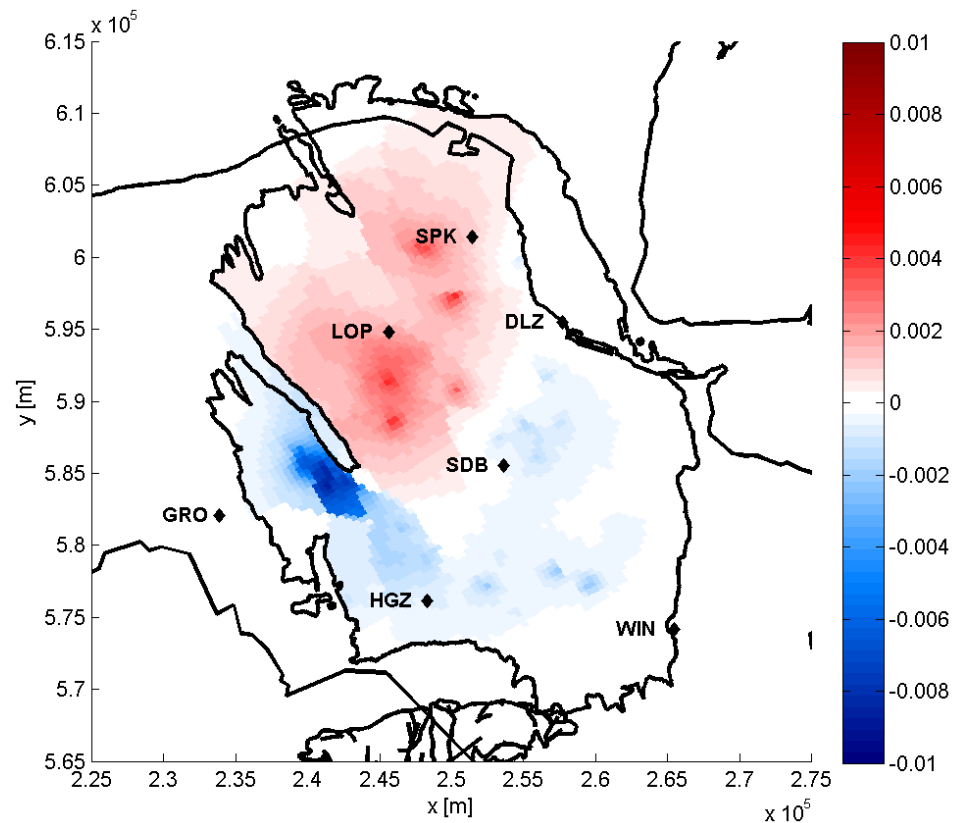 x 10^5
6.15
6.1
6.05
6
5.95
5.9
5.85
5.8
5.75
5.7
5.65
y [m]
SPK
LOP
DLZ
SDB
GRO
HGZ
WIN
2.25 2.3 2.35 2.4 2.45 2.5 2.55 2.6 2.65 2.7 2.75
x [m]
x 10^5
0.01
0.008
0.006
0.004
0.002
0
-0.002
-0.004
-0.006
-0.008
-0.01